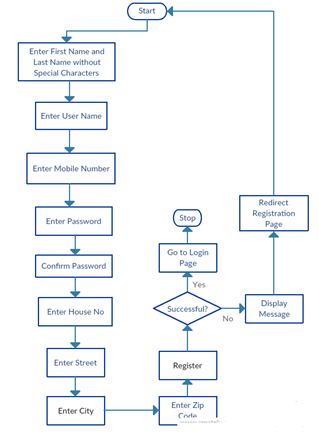 Start
Enter First Name and
Last Name without
Special Characters
Enter User Name
Enter Mobile Number
Enter Password
Confirm Password
Enter House No
Enter Street
Enter City
Enter Zip
Code
Register
Successful?
Yes
No
Go to Login
Page
Stop
Display
Message
Redirect
Registration
Page